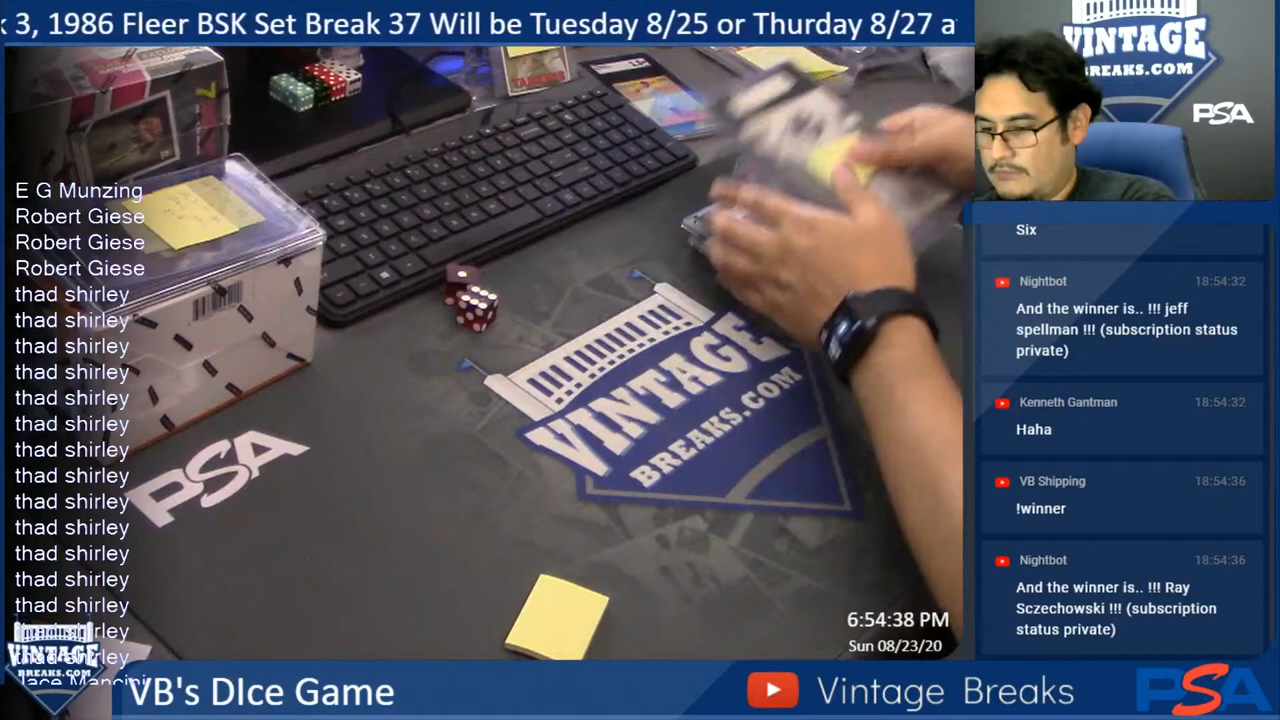 3, 1986 Fleer BSK Set Break 37 Will be Tuesday 8/25 or Thurday 8/27 a
VINTAGE
BREAKS.COM
PSA
E G Munzing
Robert Giese
Robert Giese
Robert Giese
thad shirley
thad shirley
thad shirley
thad shirley
thad shirley
thad shirley
thad shirley
thad shirley
thad shirley
thad shirley
thad shirley
thad shirley
thad shirley
Jace Mancini
PSA
VINTAGE
BREAKS.COM
Six
Nightbot 18:54:32
And the winner is.. !!! jeff
spellman !!! (subscription status
private)
Kenneth Gantman 18:54:32
Haha
VB Shipping 18:54:36
!winner
Nightbot 18:54:36
And the winner is.. !!! Ray
Sczechowski !!! (subscription
status private)
6:54:38 PM
Sun 08/23/20
VINTAGE
BREAKS.COM
VB's DIce Game
Vintage Breaks
PSA